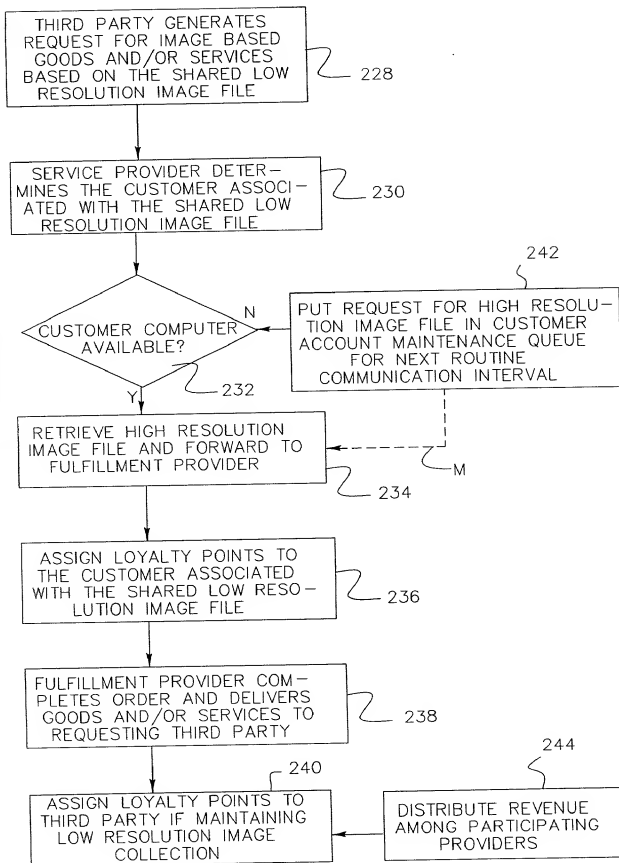 THIRD PARTY GENERATES
REQUEST FOR IMAGE BASED
GOODS AND/OR SERVICES
BASED ON THE SHARED LOW
RESOLUTION IMAGE FILE
228
SERVICE PROVIDER DETER-
MINES THE CUSTOMER ASSOCI-
ATED WITH THE SHARED LOW
RESOLUTION IMAGE FILE
230
CUSTOMER COMPUTER
AVAILABLE?
N
Y
232
242
PUT REQUEST FOR HIGH RESOLU-
TION IMAGE FILE IN CUSTOMER
ACCOUNT MAINTENANCE QUEUE
FOR NEXT ROUTINE
COMMUNICATION INTERVAL
RETRIEVE HIGH RESOLUTION
IMAGE FILE AND FORWARD TO
FULFILLMENT PROVIDER
M
234
ASSIGN LOYALTY POINTS TO
THE CUSTOMER ASSOCIATED
WITH THE SHARED LOW RESO-
LUTION IMAGE FILE
236
FULFILLMENT PROVIDER COM-
PLETES ORDER AND DELIVERS
GOODS AND/OR SERVICES TO
REQUESTING THIRD PARTY
238
240
ASSIGN LOYALTY POINTS TO
THIRD PARTY IF MAINTAINING
LOW RESOLUTION IMAGE
COLLECTION
244
DISTRIBUTE REVENUE
AMONG PARTICIPATING
PROVIDERS